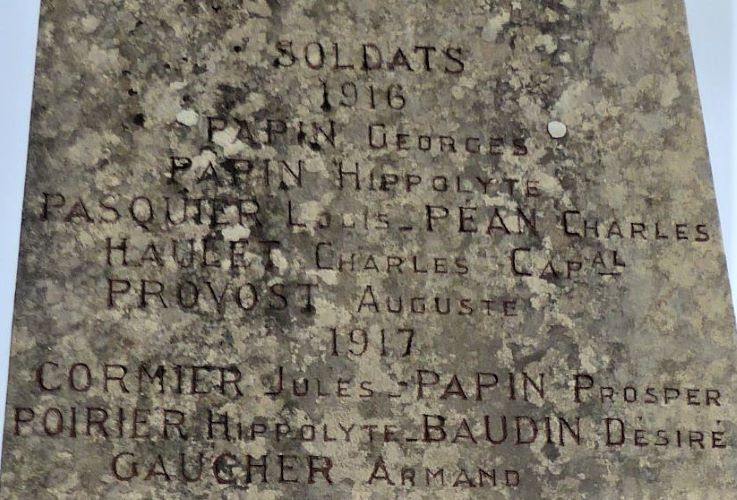 SOLDATS
1916
PAPIN GEORGES
PAPIN HIPPOLYTE
PASQUIER LOUIS - PÉAN CHARLES
HAULET CHARLES CAPAL
PROVOST AUGUSTE
1917
CORMIER JULES - PAPIN PROSPER
POIRIER HIPPOLYTE - BAUDIN DÉSIRÉ
GAUCHER ARMAND